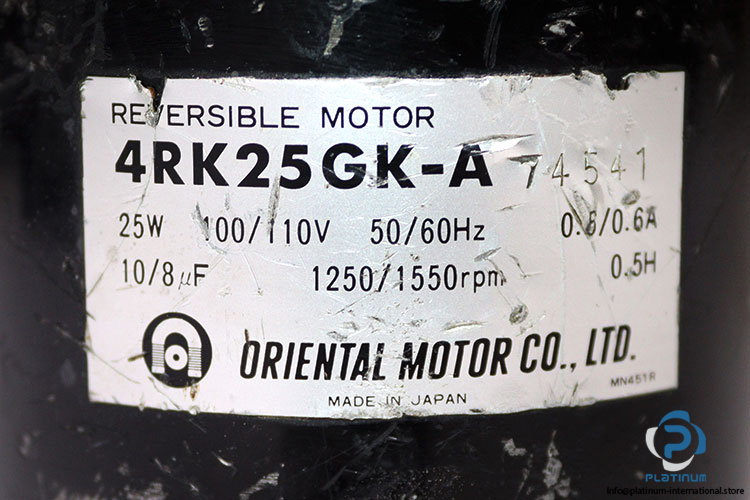 REVERSIBLE MOTOR
4RK25GK-A 74541
25W 100/110V 50/60Hz 0.6/0.6A
10/8μF 1250/1550rpm 0.5H
ORIENTAL MOTOR CO., LTD.
MN451R
MADE IN JAPAN
PLATINUM
info@platinum-international.store